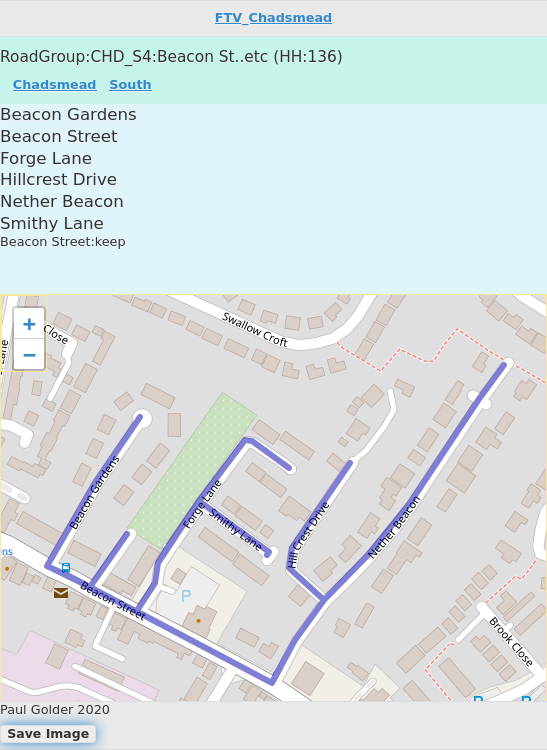 FTV_Chadsmead
RoadGroup:CHD_S4:Beacon St..etc (HH:136)
Chadsmead South
Beacon Gardens
Beacon Street
Forge Lane
Hillcrest Drive
Nether Beacon
Smithy Lane
Beacon Street:keep
+
−
Close
Lane
Swallow Croft
Beacon Gardens
Forge Lane
Smithy Lane
Hill Crest Drive
Nether Beacon
ons
Beacon Street
P
Brook Close
Paul Golder 2020
Save Image